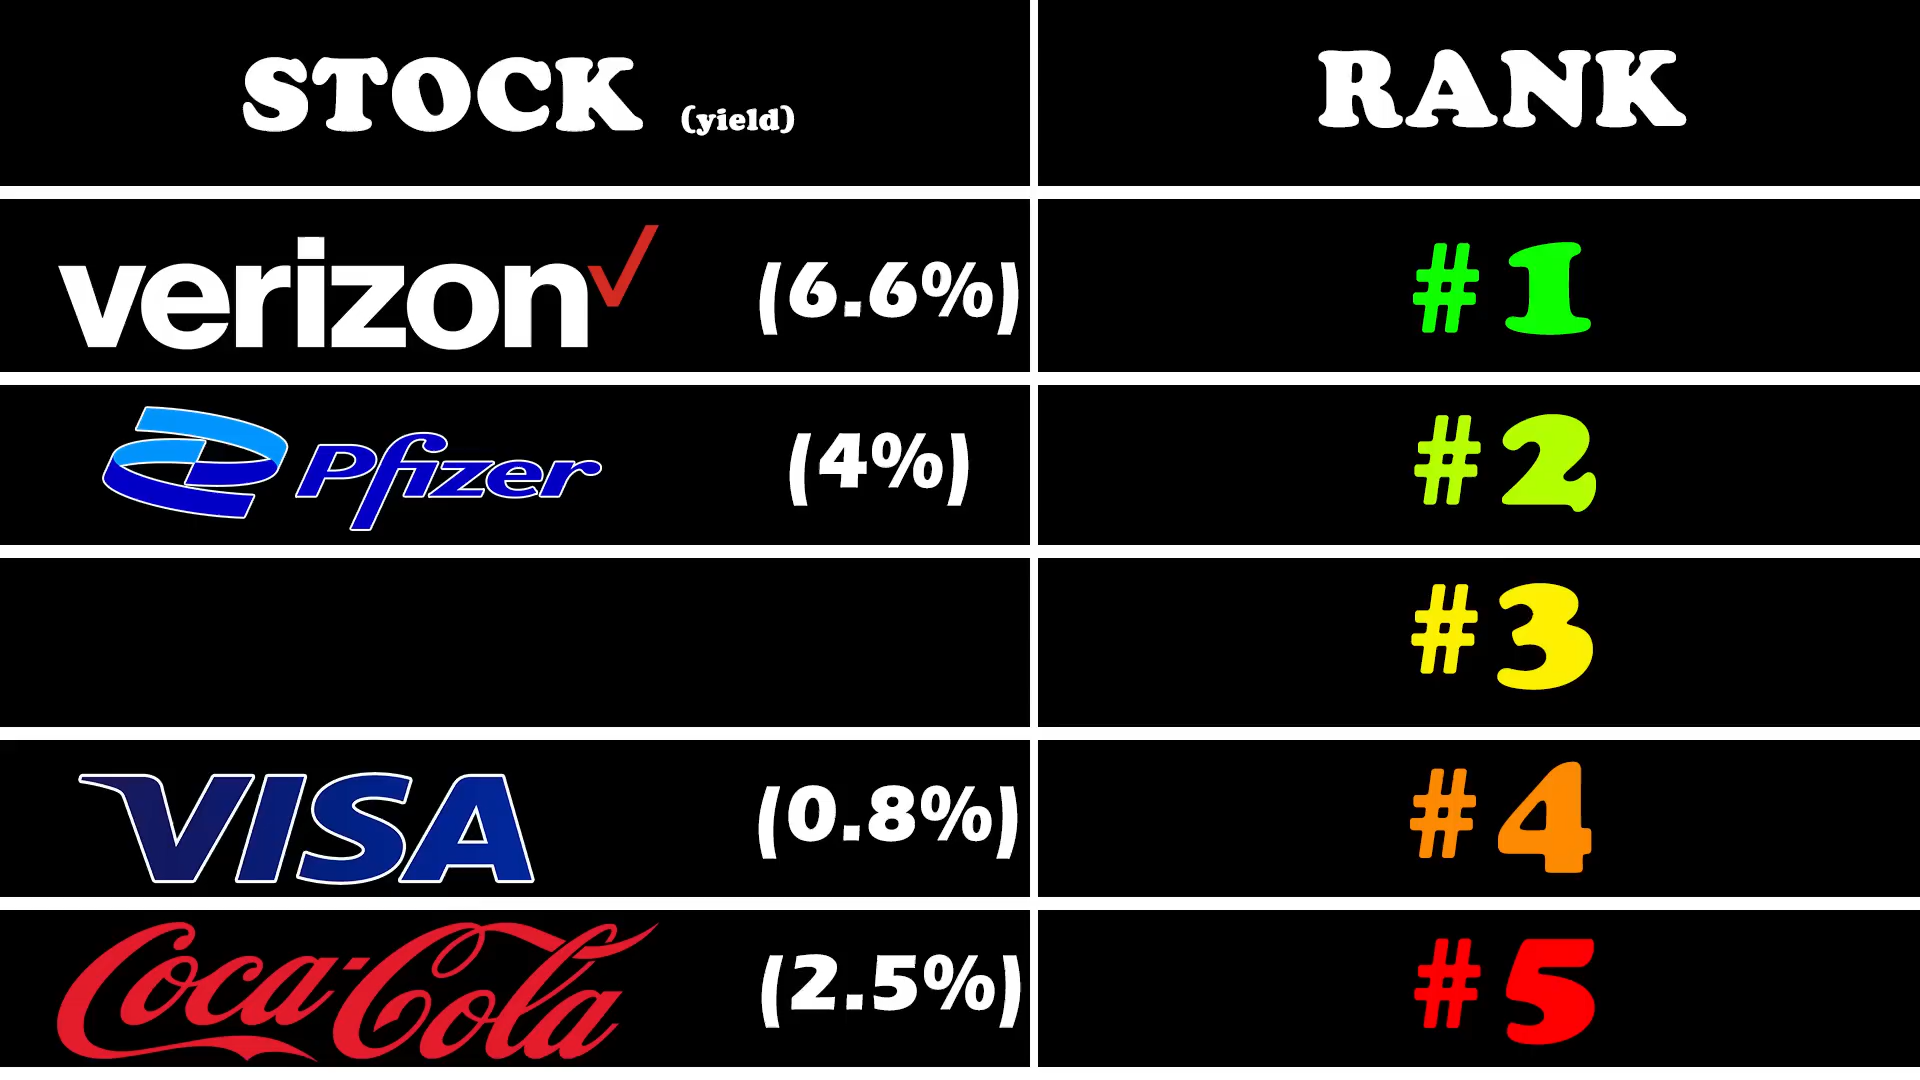 STOCK (yield) RANK
verizon (6.6%) #1
Pfizer (4%) #2
#3
VISA (0.8%) #4
Coca-Cola (2.5%) #5